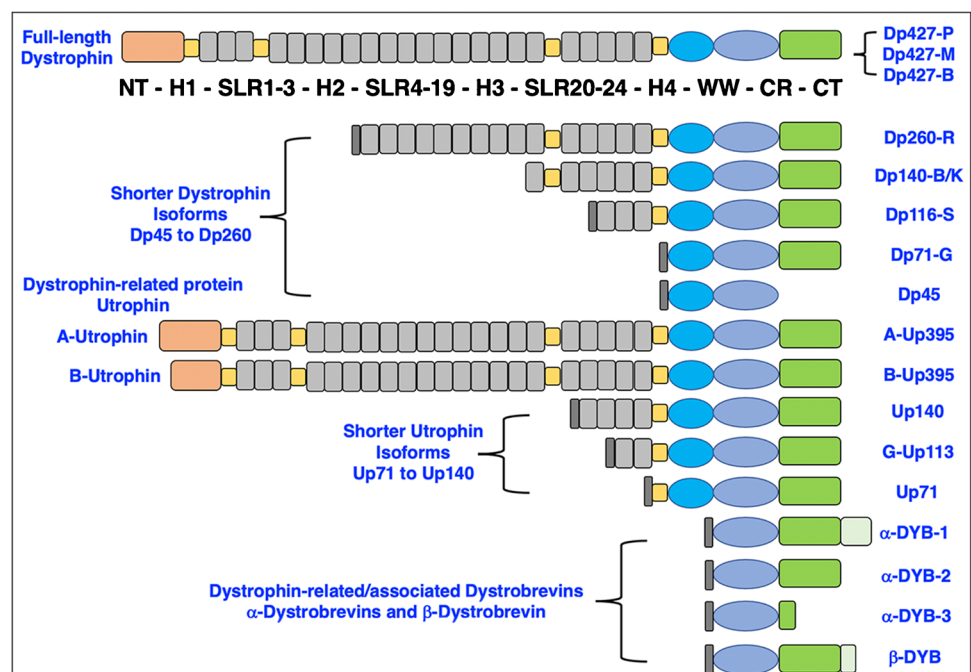 Full-length
Dystrophin
Dp427-P
Dp427-M
Dp427-B
NT - H1 - SLR1-3 - H2 - SLR4-19 - H3 - SLR20-24 - H4 - WW - CR - CT
Shorter Dystrophin
Isoforms
Dp45 to Dp260
Dp260-R
Dp140-B/K
Dp116-S
Dp71-G
Dp45
Dystrophin-related protein
Utrophin
A-Utrophin
A-Up395
B-Utrophin
B-Up395
Shorter Utrophin
Isoforms
Up71 to Up140
Up140
G-Up113
Up71
Dystrophin-related/associated Dystrobrevins
α-Dystrobrevins and β-Dystrobrevin
α-DYB-1
α-DYB-2
α-DYB-3
β-DYB